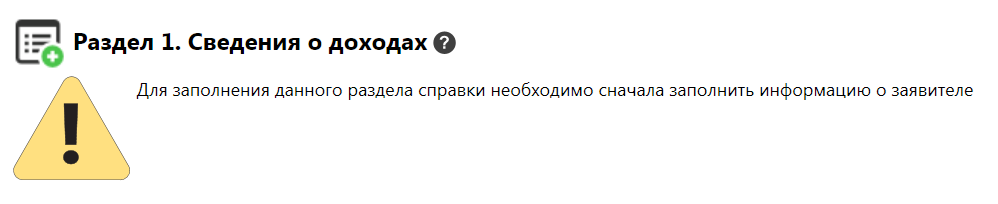 Раздел 1. Сведения о доходах ?
Для заполнения данного раздела справки необходимо сначала заполнить информацию о заявителе
!